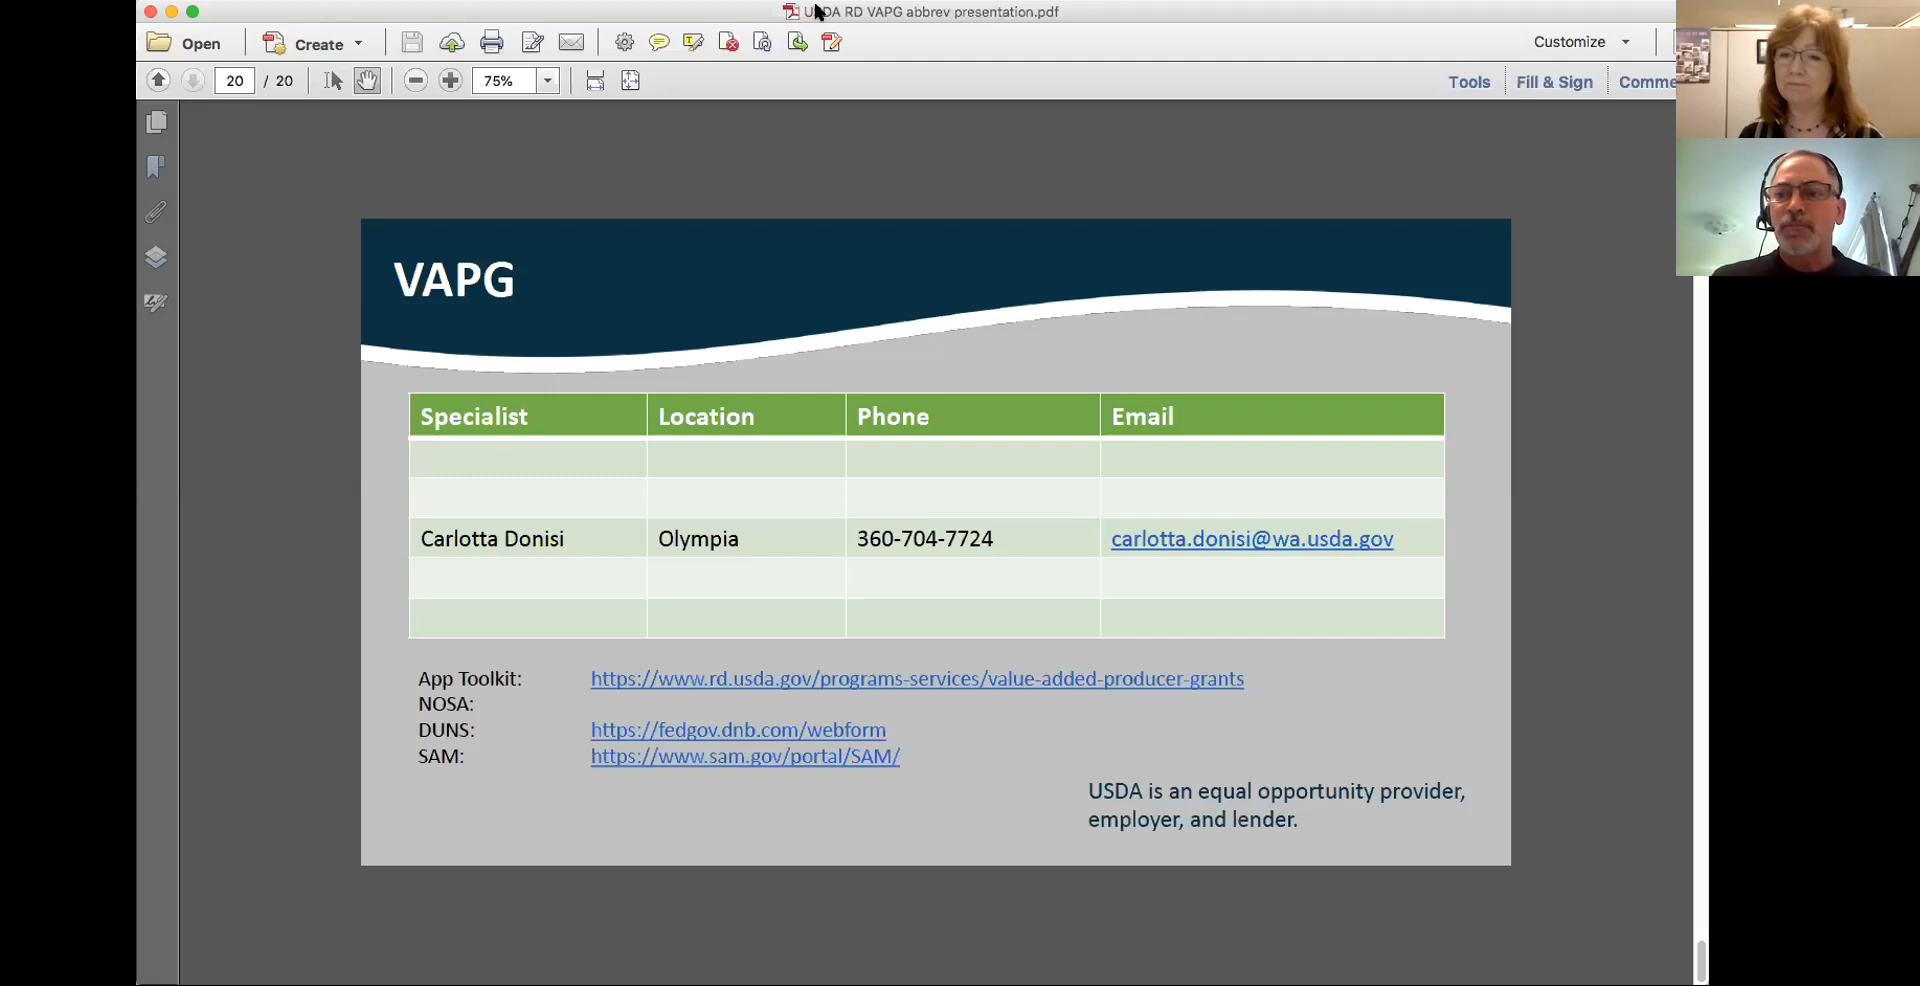 USDA RD VAPG abbrev presentation.pdf
Open Create Customize
20 / 20 75% Tools Fill & Sign Comme
VAPG
Specialist Location Phone Email
Carlotta Donisi Olympia 360-704-7724 carlotta.donisi@wa.usda.gov
App Toolkit: https://www.rd.usda.gov/programs-services/value-added-producer-grants
NOSA:
DUNS: https://fedgov.dnb.com/webform
SAM: https://www.sam.gov/portal/SAM/
USDA is an equal opportunity provider,
employer, and lender.